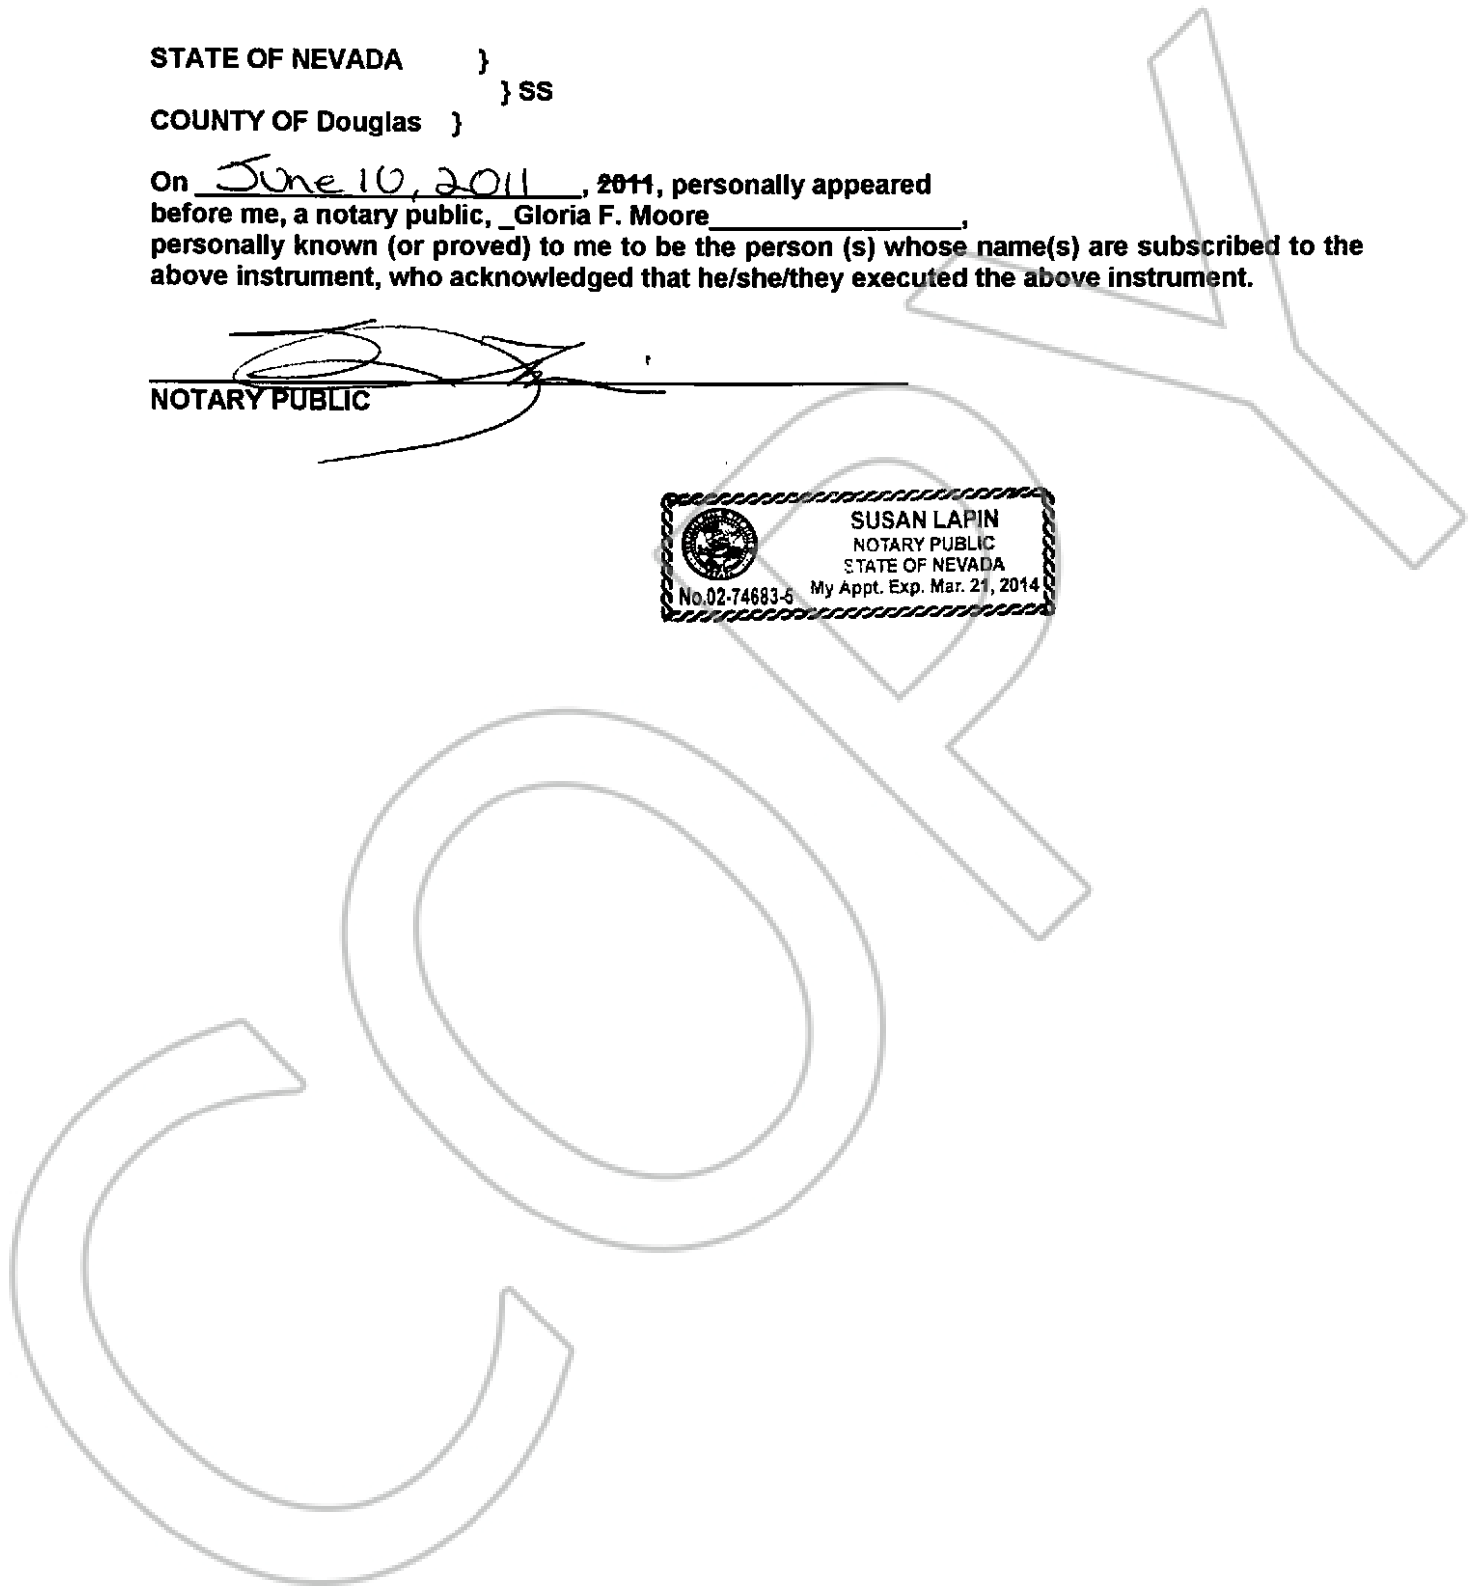 STATE OF NEVADA }
} SS
COUNTY OF Douglas }
On June 10, 2011, 2011, personally appeared
before me, a notary public, _Gloria F. Moore_,
personally known (or proved) to me to be the person (s) whose name(s) are subscribed to the
above instrument, who acknowledged that he/she/they executed the above instrument.
NOTARY PUBLIC
SUSAN LAPIN
NOTARY PUBLIC
STATE OF NEVADA
No.02-74683-5 My Appt. Exp. Mar. 21, 2014
COPY